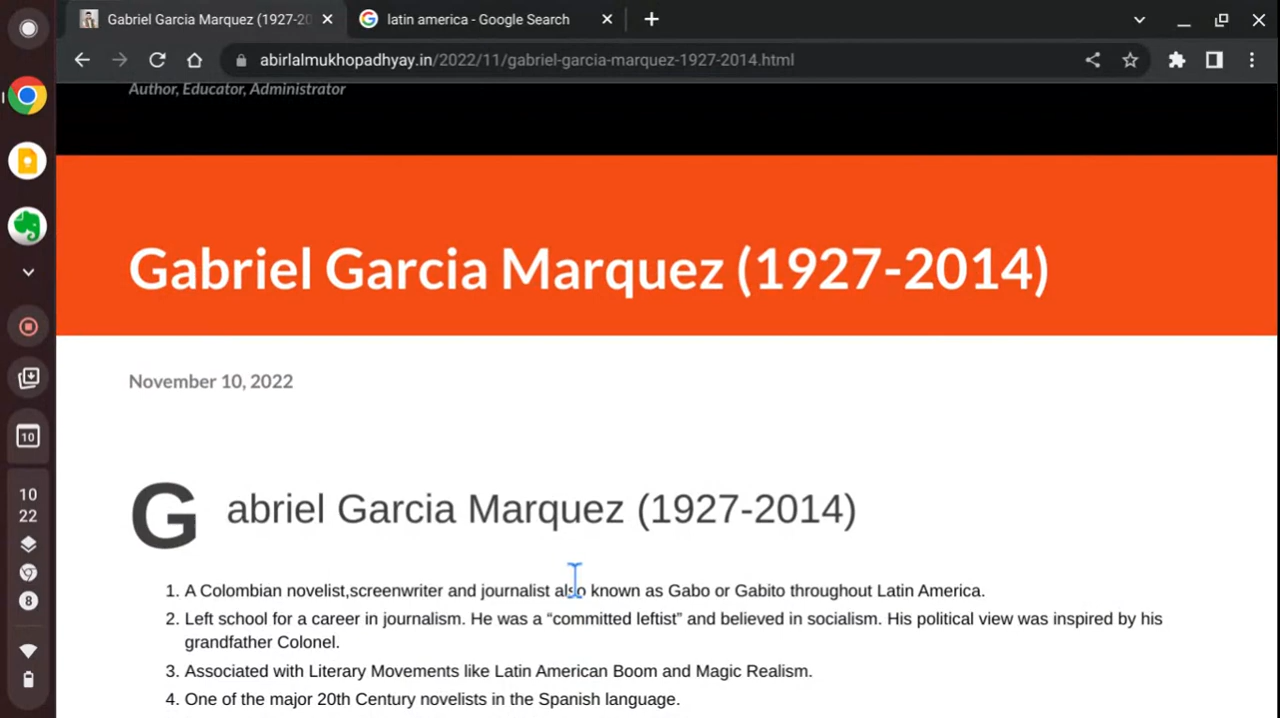 Gabriel Garcia Marquez (1927-20
latin america - Google Search
abirlalmukhopadhyay.in/2022/11/gabriel-garcia-marquez-1927-2014.html
Author, Educator, Administrator
Gabriel Garcia Marquez (1927-2014)
November 10, 2022
Gabriel Garcia Marquez (1927-2014)
1. A Colombian novelist,screenwriter and journalist also known as Gabo or Gabito throughout Latin America.
2. Left school for a career in journalism. He was a “committed leftist” and believed in socialism. His political view was inspired by his
grandfather Colonel.
3. Associated with Literary Movements like Latin American Boom and Magic Realism.
4. One of the major 20th Century novelists in the Spanish language.
10
10
22
8